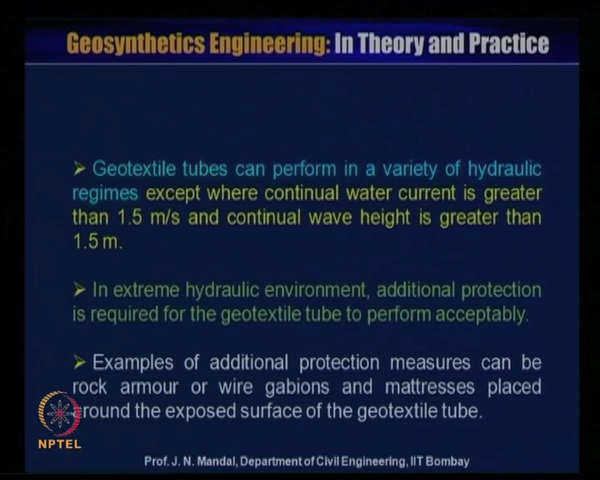 Geosynthetics Engineering: In Theory and Practice
➤ Geotextile tubes can perform in a variety of hydraulic
regimes except where continual water current is greater
than 1.5 m/s and continual wave height is greater than
1.5 m.
➤ In extreme hydraulic environment, additional protection
is required for the geotextile tube to perform acceptably.
➤ Examples of additional protection measures can be
rock armour or wire gabions and mattresses placed
around the exposed surface of the geotextile tube.
NPTEL
Prof. J. N. Mandal, Department of Civil Engineering, IIT Bombay